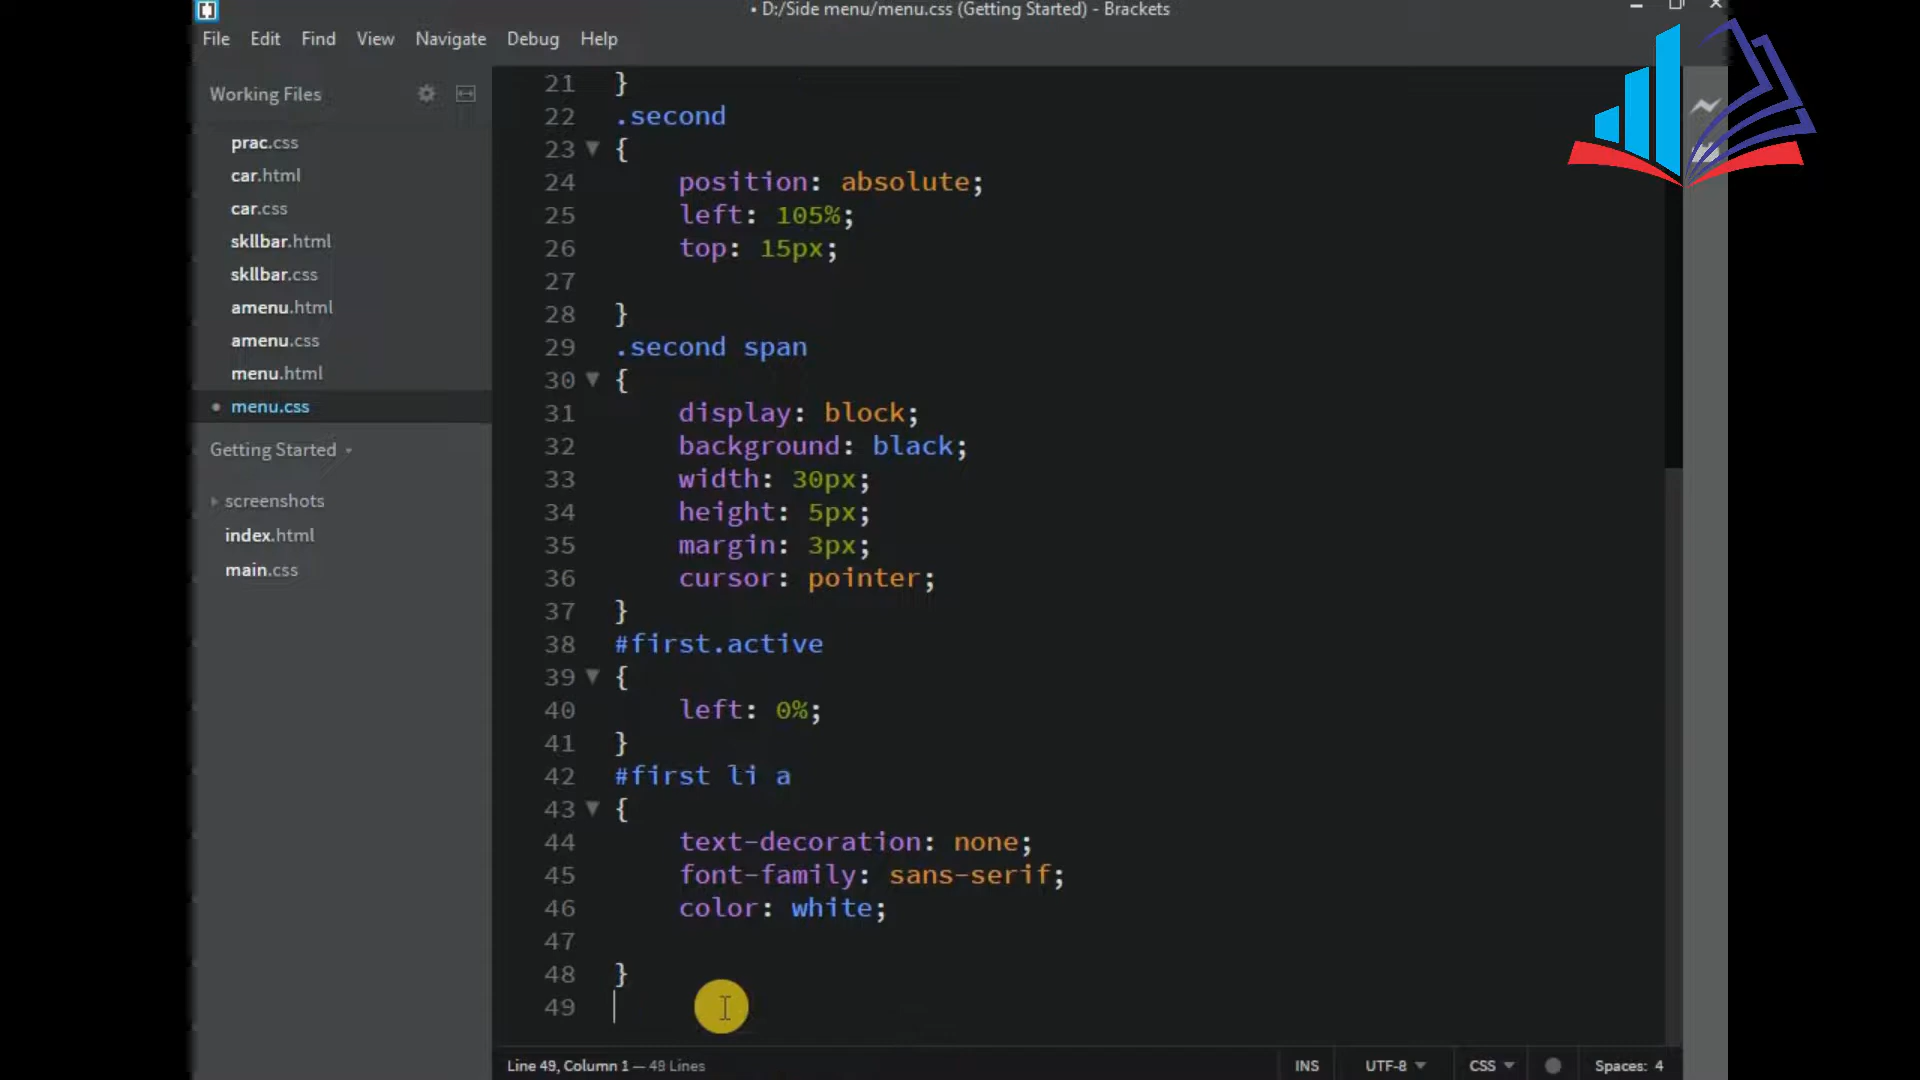 • D:/Side menu/menu.css (Getting Started) - Brackets
File Edit Find View Navigate Debug Help
Working Files
prac.css
car.html
car.css
skllbar.html
skllbar.css
amenu.html
amenu.css
menu.html
menu.css
Getting Started
screenshots
index.html
main.css
21 }
22 .second
23 {
24     position: absolute;
25     left: 105%;
26     top: 15px;
27
28 }
29 .second span
30 {
31     display: block;
32     background: black;
33     width: 30px;
34     height: 5px;
35     margin: 3px;
36     cursor: pointer;
37 }
38 #first.active
39 {
40     left: 0%;
41 }
42 #first li a
43 {
44     text-decoration: none;
45     font-family: sans-serif;
46     color: white;
47
48 }
49
Line 49, Column 1 — 49 Lines
INS UTF-8 CSS Spaces: 4